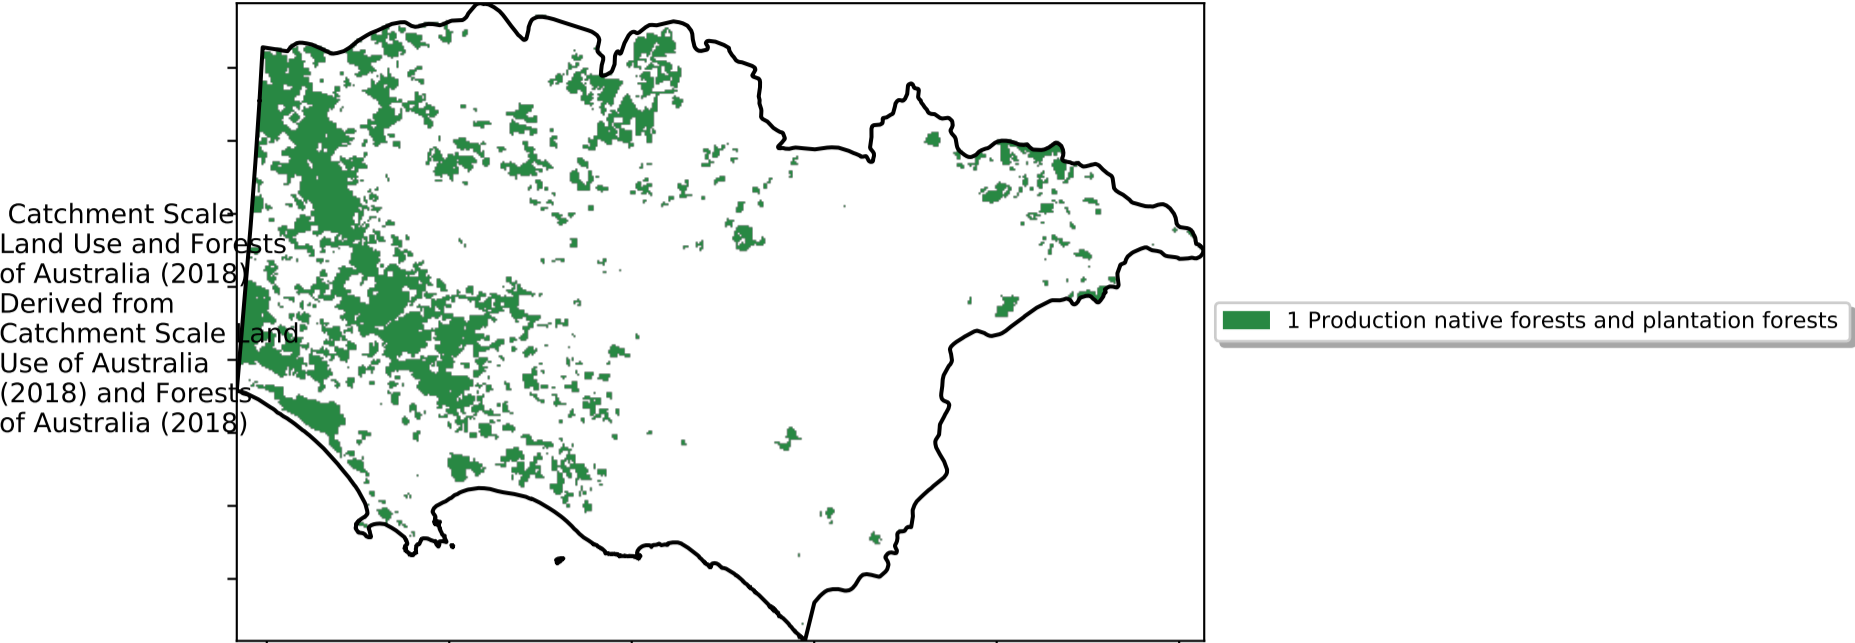 Catchment Scale
Land Use and Forests
of Australia (2018)
Derived from
Catchment Scale Land
Use of Australia
(2018) and Forests
of Australia (2018)
1 Production native forests and plantation forests